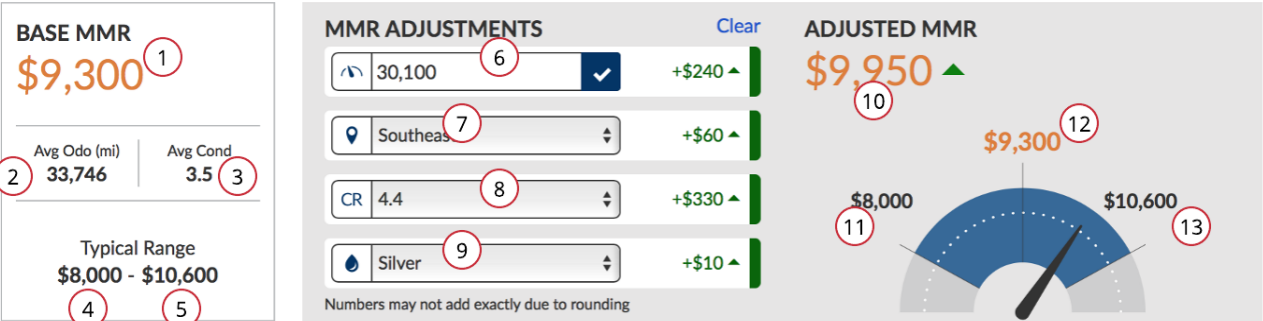 BASE MMR
$9,300
1
Avg Odo (mi)
33,746
2
Avg Cond
3.5
3
Typical Range
$8,000 - $10,600
4
5
MMR ADJUSTMENTS
Clear
30,100
6
+$240
Southeas
7
+$60
CR
4.4
8
+$330
Silver
9
+$10
Numbers may not add exactly due to rounding
ADJUSTED MMR
$9,950
10
$9,300
12
$8,000
11
$10,600
13